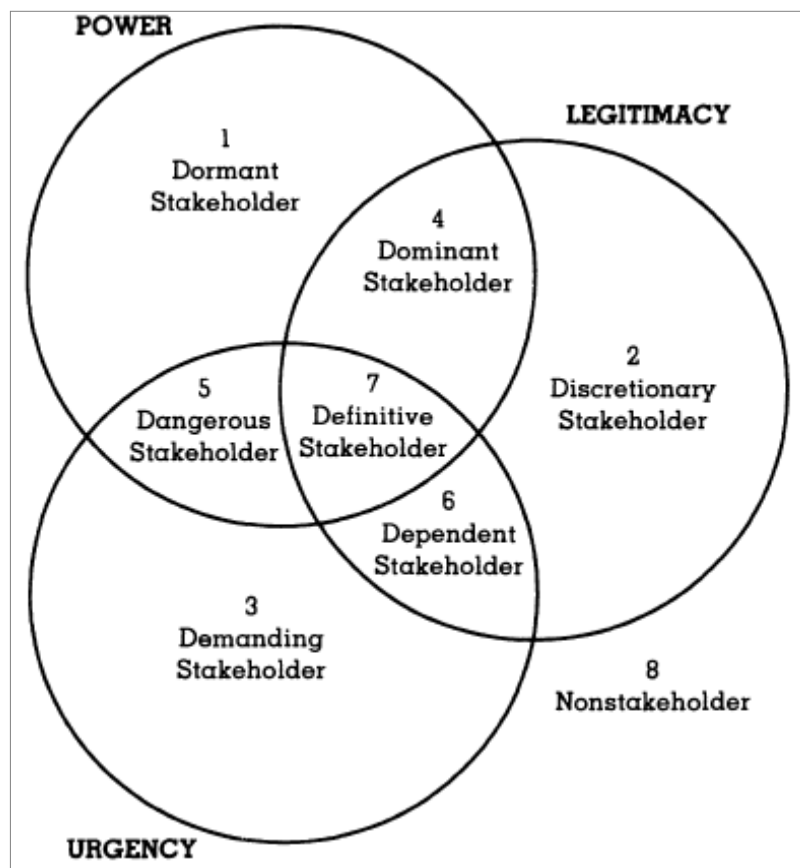 POWER
LEGITIMACY
1
Dormant
Stakeholder
4
Dominant
Stakeholder
2
Discretionary
Stakeholder
5
Dangerous
Stakeholder
7
Definitive
Stakeholder
6
Dependent
Stakeholder
3
Demanding
Stakeholder
8
Nonstakeholder
URGENCY